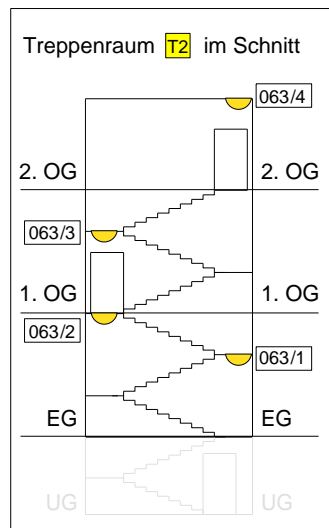 Treppenraum T2 im Schnitt
063/4
2. OG 2. OG
063/3
1. OG 1. OG
063/2
063/1
EG EG
UG UG